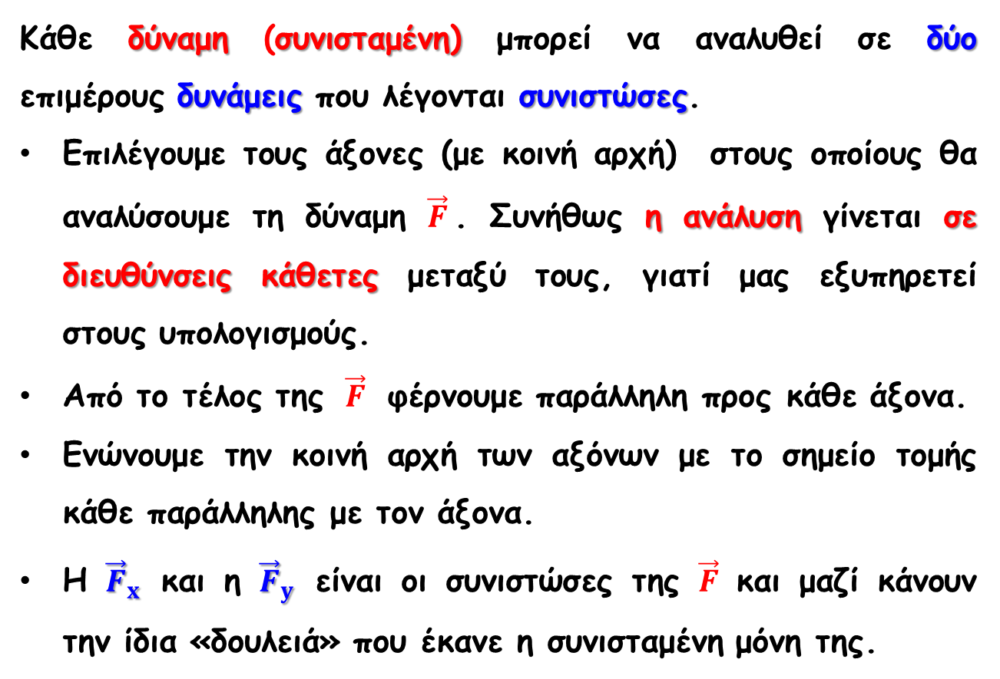 Κάθε δύναμη (συνισταμένη) μπορεί να αναλυθεί σε δύο
επιμέρους δυνάμεις που λέγονται συνιστώσες.
• Επιλέγουμε τους άξονες (με κοινή αρχή) στους οποίους θα
αναλύσουμε τη δύναμη $\vec{F}$ . Συνήθως η ανάλυση γίνεται σε
διευθύνσεις κάθετες μεταξύ τους, γιατί μας εξυπηρετεί
στους υπολογισμούς.
• Από το τέλος της $\vec{F}$ φέρνουμε παράλληλη προς κάθε άξονα.
• Ενώνουμε την κοινή αρχή των αξόνων με το σημείο τομής
κάθε παράλληλης με τον άξονα.
• Η $\vec{F}_x$ και η $\vec{F}_y$ είναι οι συνιστώσες της $\vec{F}$ και μαζί κάνουν
την ίδια «δουλειά» που έκανε η συνισταμένη μόνη της.